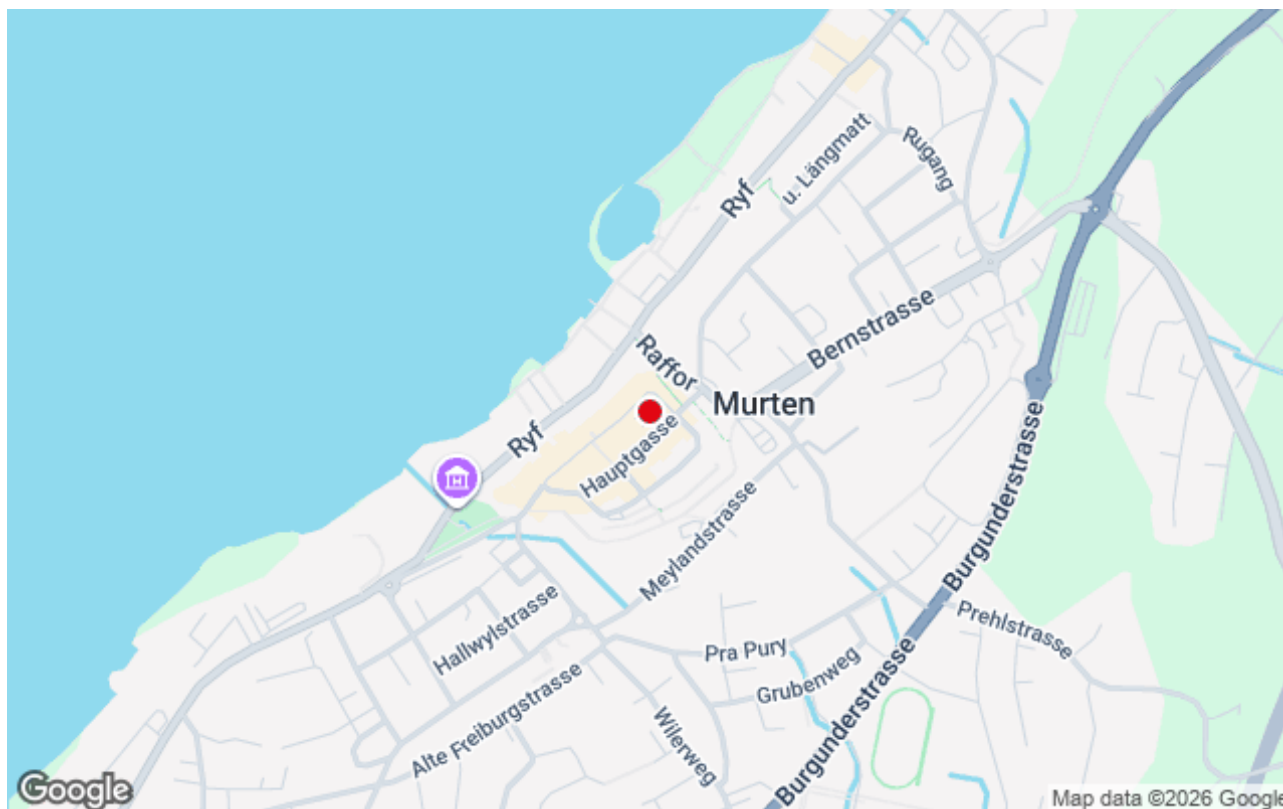 Rugang
u. Längmatt
Ryf
Bernstrasse
Raffor
Murten
Ryf
Hauptgasse
H
Meylandstrasse
Burgunderstrasse
Hallwylstrasse
Prehlstrasse
Pra Pury
Grubenweg
Alte Freiburgstrasse
Wilerweg
Burgunderstrasse
Google
Map data ©2026 Google